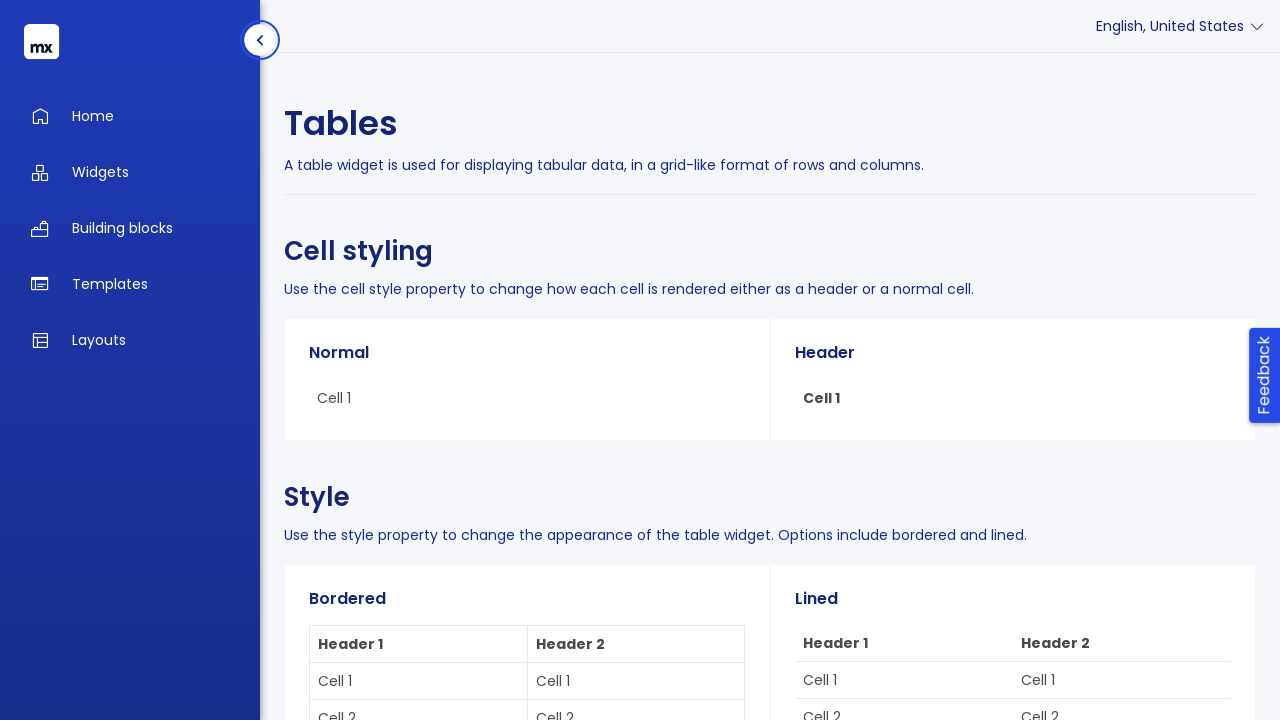 mx
English, United States
Home
Widgets
Building blocks
Templates
Layouts
Tables
A table widget is used for displaying tabular data, in a grid-like format of rows and columns.
Cell styling
Use the cell style property to change how each cell is rendered either as a header or a normal cell.
Normal
Header
Cell 1
Cell 1
Feedback
Style
Use the style property to change the appearance of the table widget. Options include bordered and lined.
Bordered
Lined
Header 1 Header 2
Cell 1 Cell 1
Cell 2 Cell 2
Header 1 Header 2
Cell 1 Cell 1
Cell 2 Cell 2